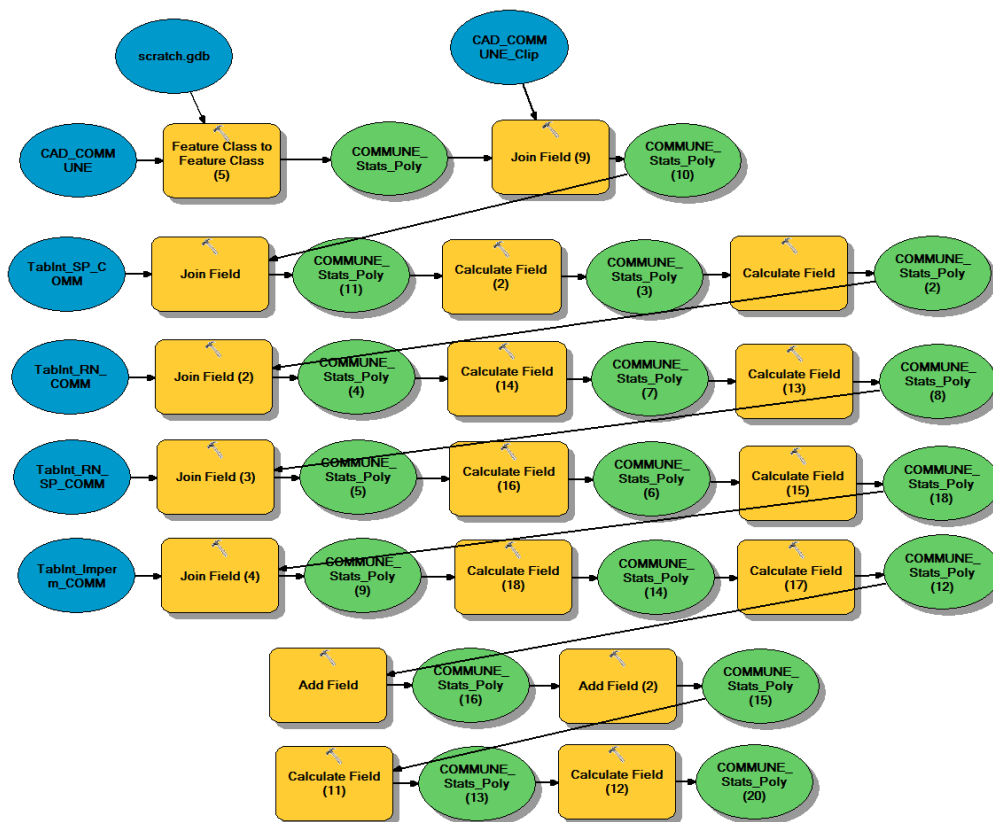 scratch.gdb
CAD_COMM
UNE_Clip
CAD_COMM
UNE
Feature Class to
Feature Class
(5)
COMMUNE_
Stats_Poly
Join Field (9)
COMMUNE_
Stats_Poly
(10)
TabInt_SP_C
OMM
Join Field
COMMUNE_
Stats_Poly
(11)
Calculate Field
(2)
COMMUNE_
Stats_Poly
(3)
Calculate Field
COMMUNE_
Stats_Poly
(2)
TabInt_RN_
COMM
Join Field (2)
COMMUNE_
Stats_Poly
(4)
Calculate Field
(14)
COMMUNE_
Stats_Poly
(7)
Calculate Field
(13)
COMMUNE_
Stats_Poly
(8)
TabInt_RN_
SP_COMM
Join Field (3)
COMMUNE_
Stats_Poly
(5)
Calculate Field
(16)
COMMUNE_
Stats_Poly
(6)
Calculate Field
(15)
COMMUNE_
Stats_Poly
(18)
TabInt_Imper
m_COMM
Join Field (4)
COMMUNE_
Stats_Poly
(9)
Calculate Field
(18)
COMMUNE_
Stats_Poly
(14)
Calculate Field
(17)
COMMUNE_
Stats_Poly
(12)
Add Field
COMMUNE_
Stats_Poly
(16)
Add Field (2)
COMMUNE_
Stats_Poly
(15)
Calculate Field
(11)
COMMUNE_
Stats_Poly
(13)
Calculate Field
(12)
COMMUNE_
Stats_Poly
(20)